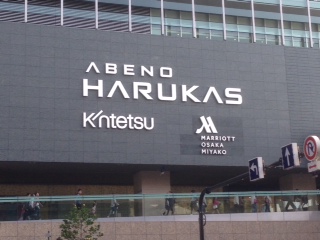 ABENO
HARUKAS
Kintetsu
MARRIOTT
OSAKA
MIYAKO